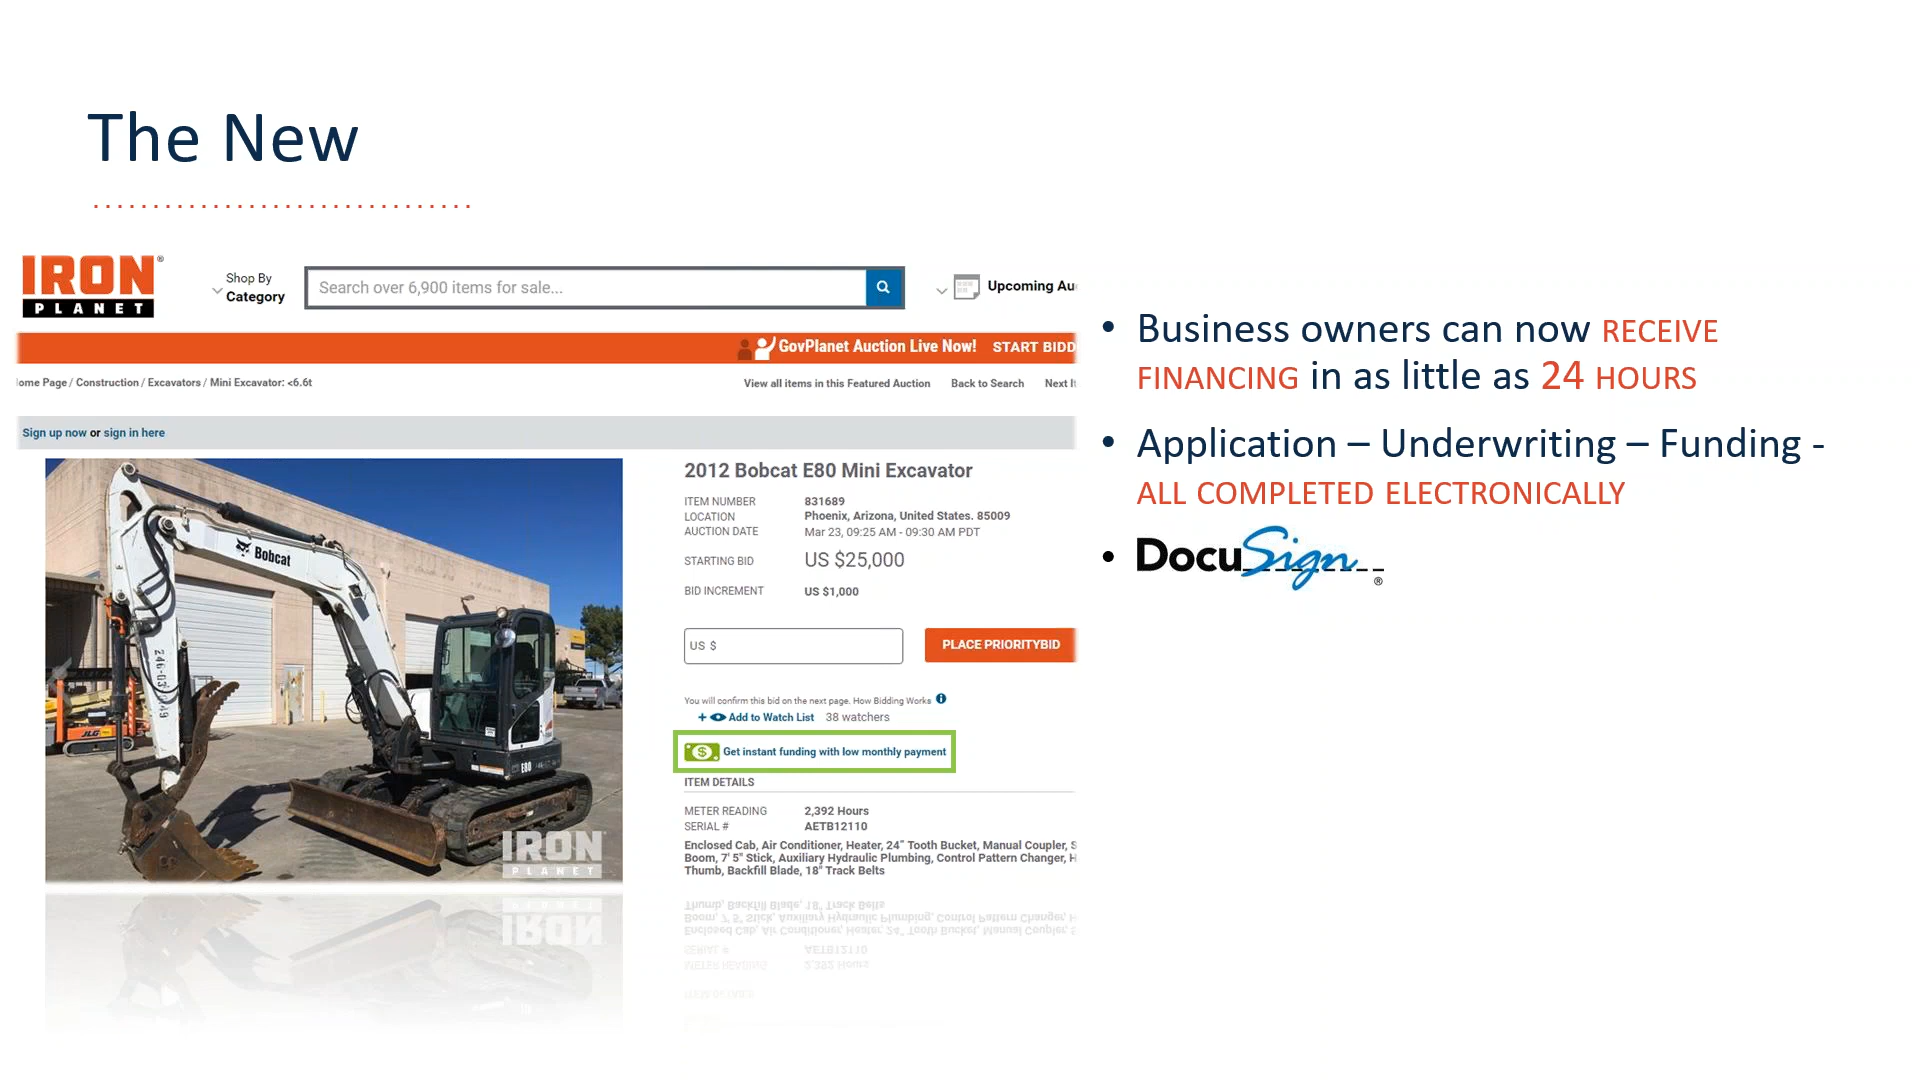 The New
IRON
PLANET
®
Shop By
Category
Search over 6,900 items for sale...
Upcoming Au
GovPlanet Auction Live Now! START BIDD
ome Page / Construction / Excavators / Mini Excavator: <6.6t
View all items in this Featured Auction Back to Search Next It
Sign up now or sign in here
2012 Bobcat E80 Mini Excavator
ITEM NUMBER 831689
LOCATION Phoenix, Arizona, United States. 85009
AUCTION DATE Mar 23, 09:25 AM - 09:30 AM PDT
STARTING BID US $25,000
BID INCREMENT US $1,000
US $
PLACE PRIORITYBID
You will confirm this bid on the next page. How Bidding Works
+ Add to Watch List 38 watchers
$ Get instant funding with low monthly payment
ITEM DETAILS
METER READING 2,392 Hours
SERIAL # AETB12110
Enclosed Cab, Air Conditioner, Heater, 24" Tooth Bucket, Manual Coupler, S
Boom, 7' 5" Stick, Auxiliary Hydraulic Plumbing, Control Pattern Changer, H
Thumb, Backfill Blade, 18" Track Belts
Bobcat
E80
JLG
IRON
PLANET
• Business owners can now RECEIVE
FINANCING in as little as 24 HOURS
• Application – Underwriting – Funding -
ALL COMPLETED ELECTRONICALLY
• DocuSign®